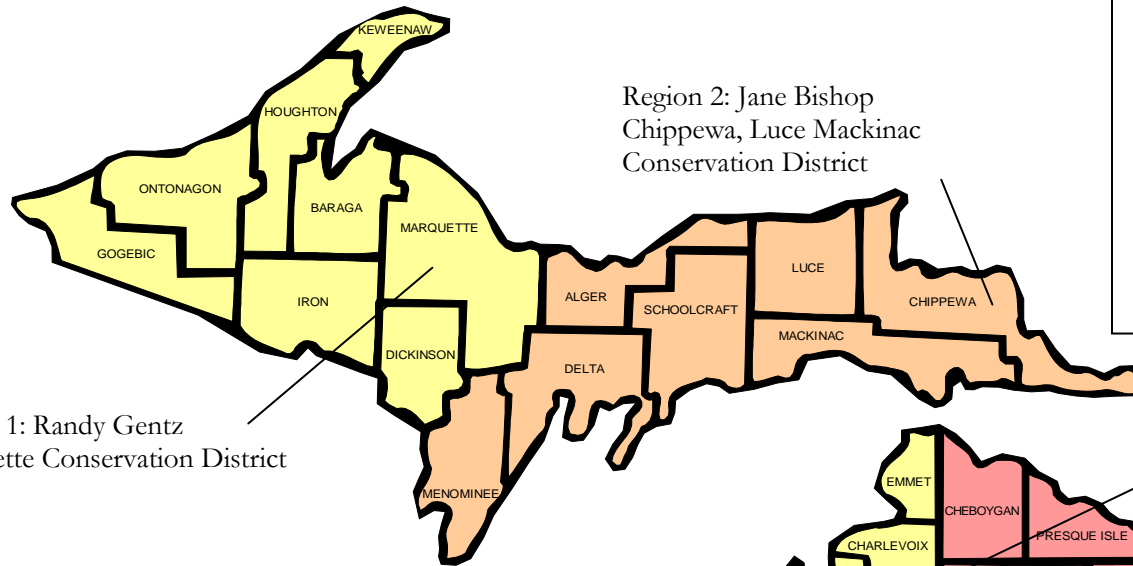 KEWEENAW
HOUGHTON
ONTONAGON
BARAGA
GOGEBIC
MARQUETTE
IRON
DICKINSON
Region 2: Jane Bishop
Chippewa, Luce Mackinac
Conservation District
LUCE
ALGER
SCHOOLCRAFT
CHIPPEWA
MACKINAC
DELTA
MENOMINEE
1: Randy Gentz
ette Conservation District
EMMET
CHEBOYGAN
PRESQUE ISLE
CHARLEVOIX